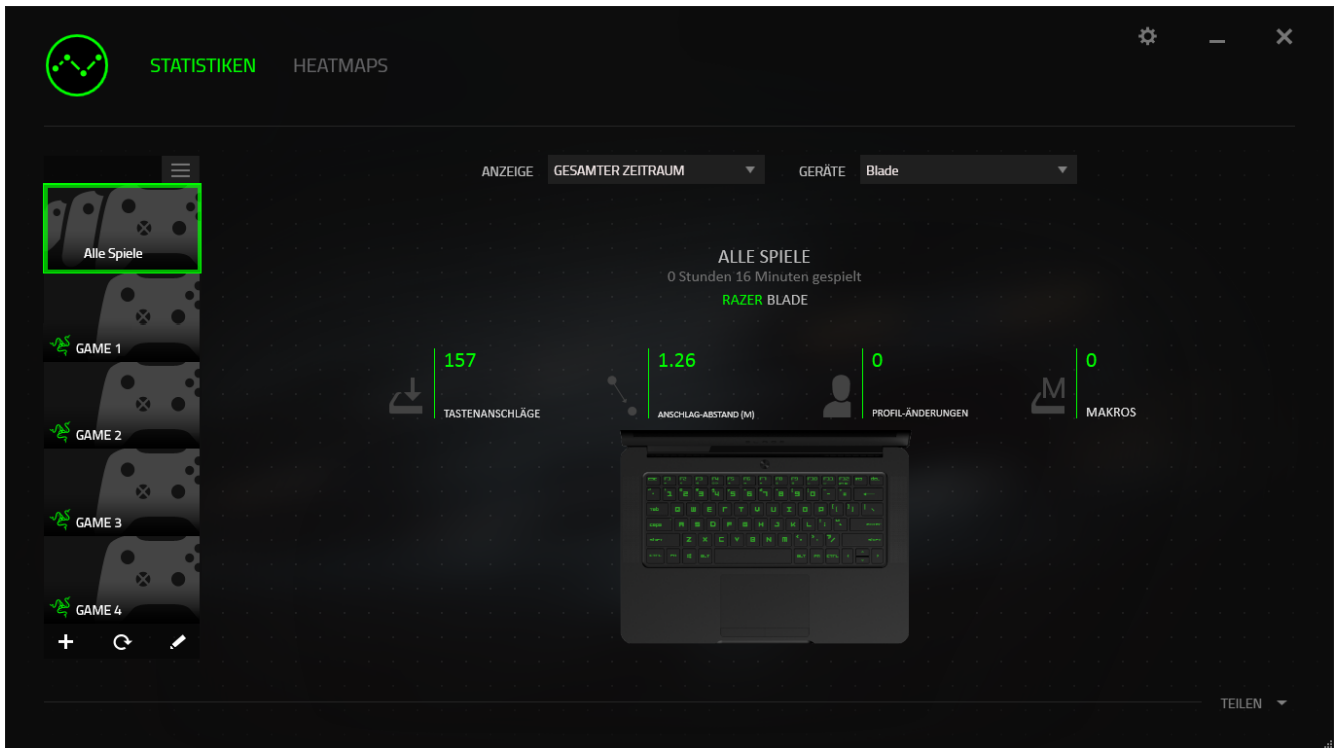 STATISTIKEN HEATMAPS
ANZEIGE GESAMTER ZEITRAUM GERÄTE Blade
Alle Spiele
GAME 1
GAME 2
GAME 3
GAME 4
ALLE SPIELE
0 Stunden 16 Minuten gespielt
RAZER BLADE
157
TASTENANSCHLÄGE
1.26
ANSCHLAG-ABSTAND (M)
0
PROFIL-ÄNDERUNGEN
M
0
MAKROS
TEILEN